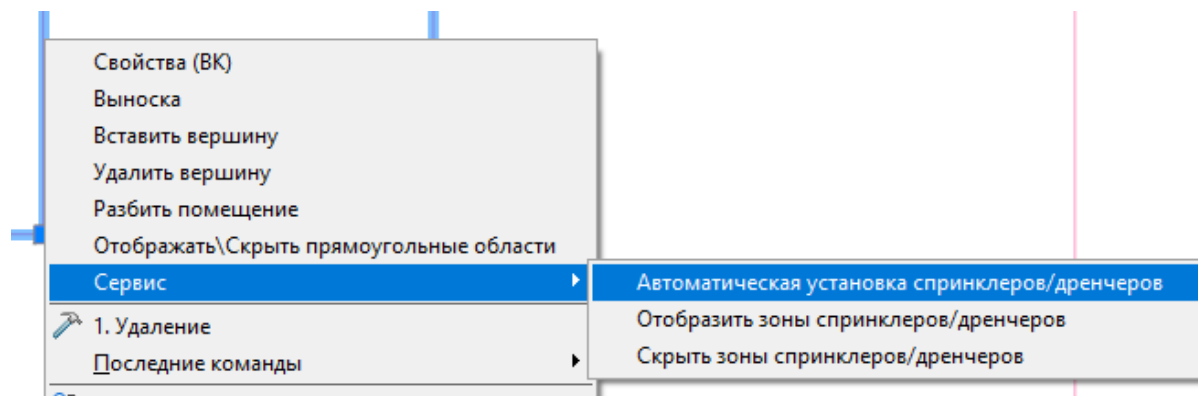 Свойства (ВК)
Выноска
Вставить вершину
Удалить вершину
Разбить помещение
Отображать\Скрыть прямоугольные области
Сервис
Автоматическая установка спринклеров/дренчеров
Отобразить зоны спринклеров/дренчеров
Скрыть зоны спринклеров/дренчеров
1. Удаление
Последние команды